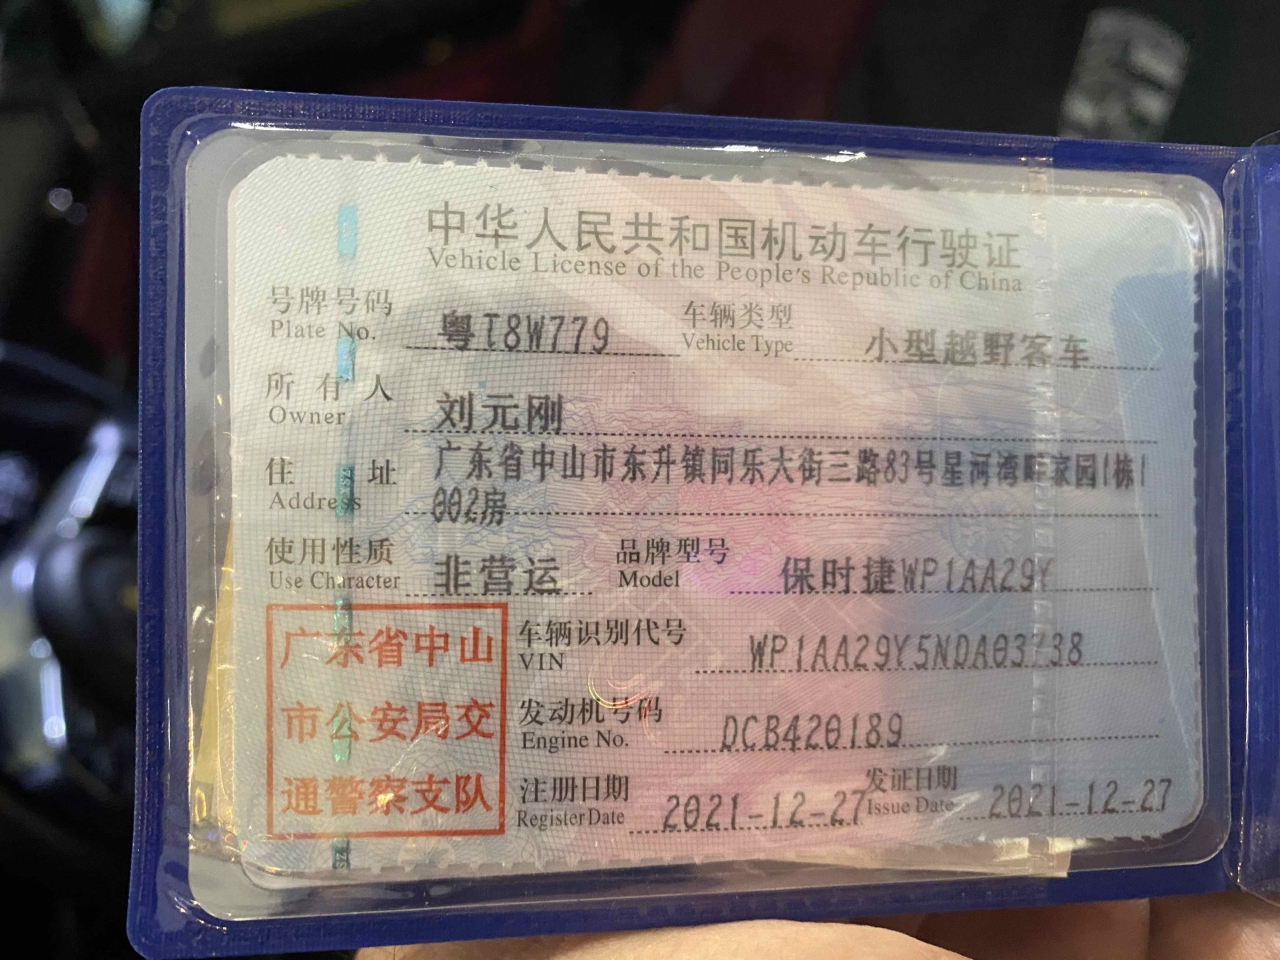 中华人民共和国机动车行驶证
Vehicle License of the People's Republic of China
号牌号码 粤T8W779 车辆类型 小型越野客车
Plate No. Vehicle Type
所有人 刘元刚
Owner
住址 广东省中山市东升镇同乐大街三路83号星河湾畔家园1栋1
Address 002房
使用性质 非营运 品牌型号 保时捷WP1AA29Y
Use Character Model
广东省中山
市公安局交
通警察支队
车辆识别代号 WP1AA29Y5NDA03738
VIN
发动机号码 DCB420189
Engine No.
注册日期 2021-12-27 发证日期 2021-12-27
Register Date Issue Date